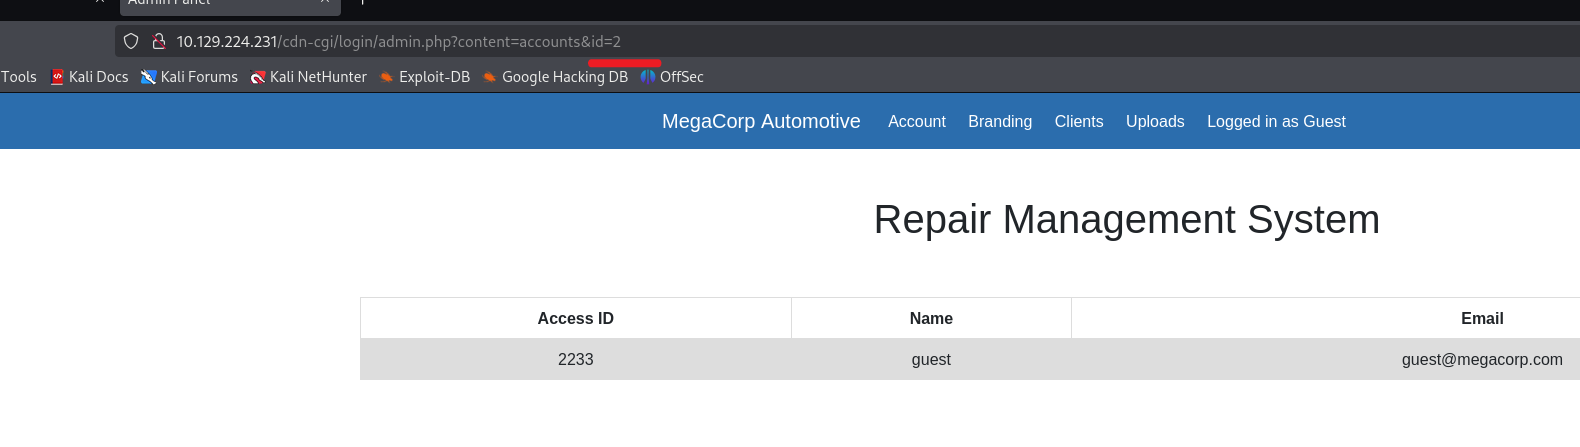 Admin Panel
10.129.224.231/cdn-cgi/login/admin.php?content=accounts&id=2
Tools Kali Docs Kali Forums Kali NetHunter Exploit-DB Google Hacking DB OffSec
MegaCorp Automotive Account Branding Clients Uploads Logged in as Guest
Repair Management System
Access ID Name Email
2233 guest guest@megacorp.com